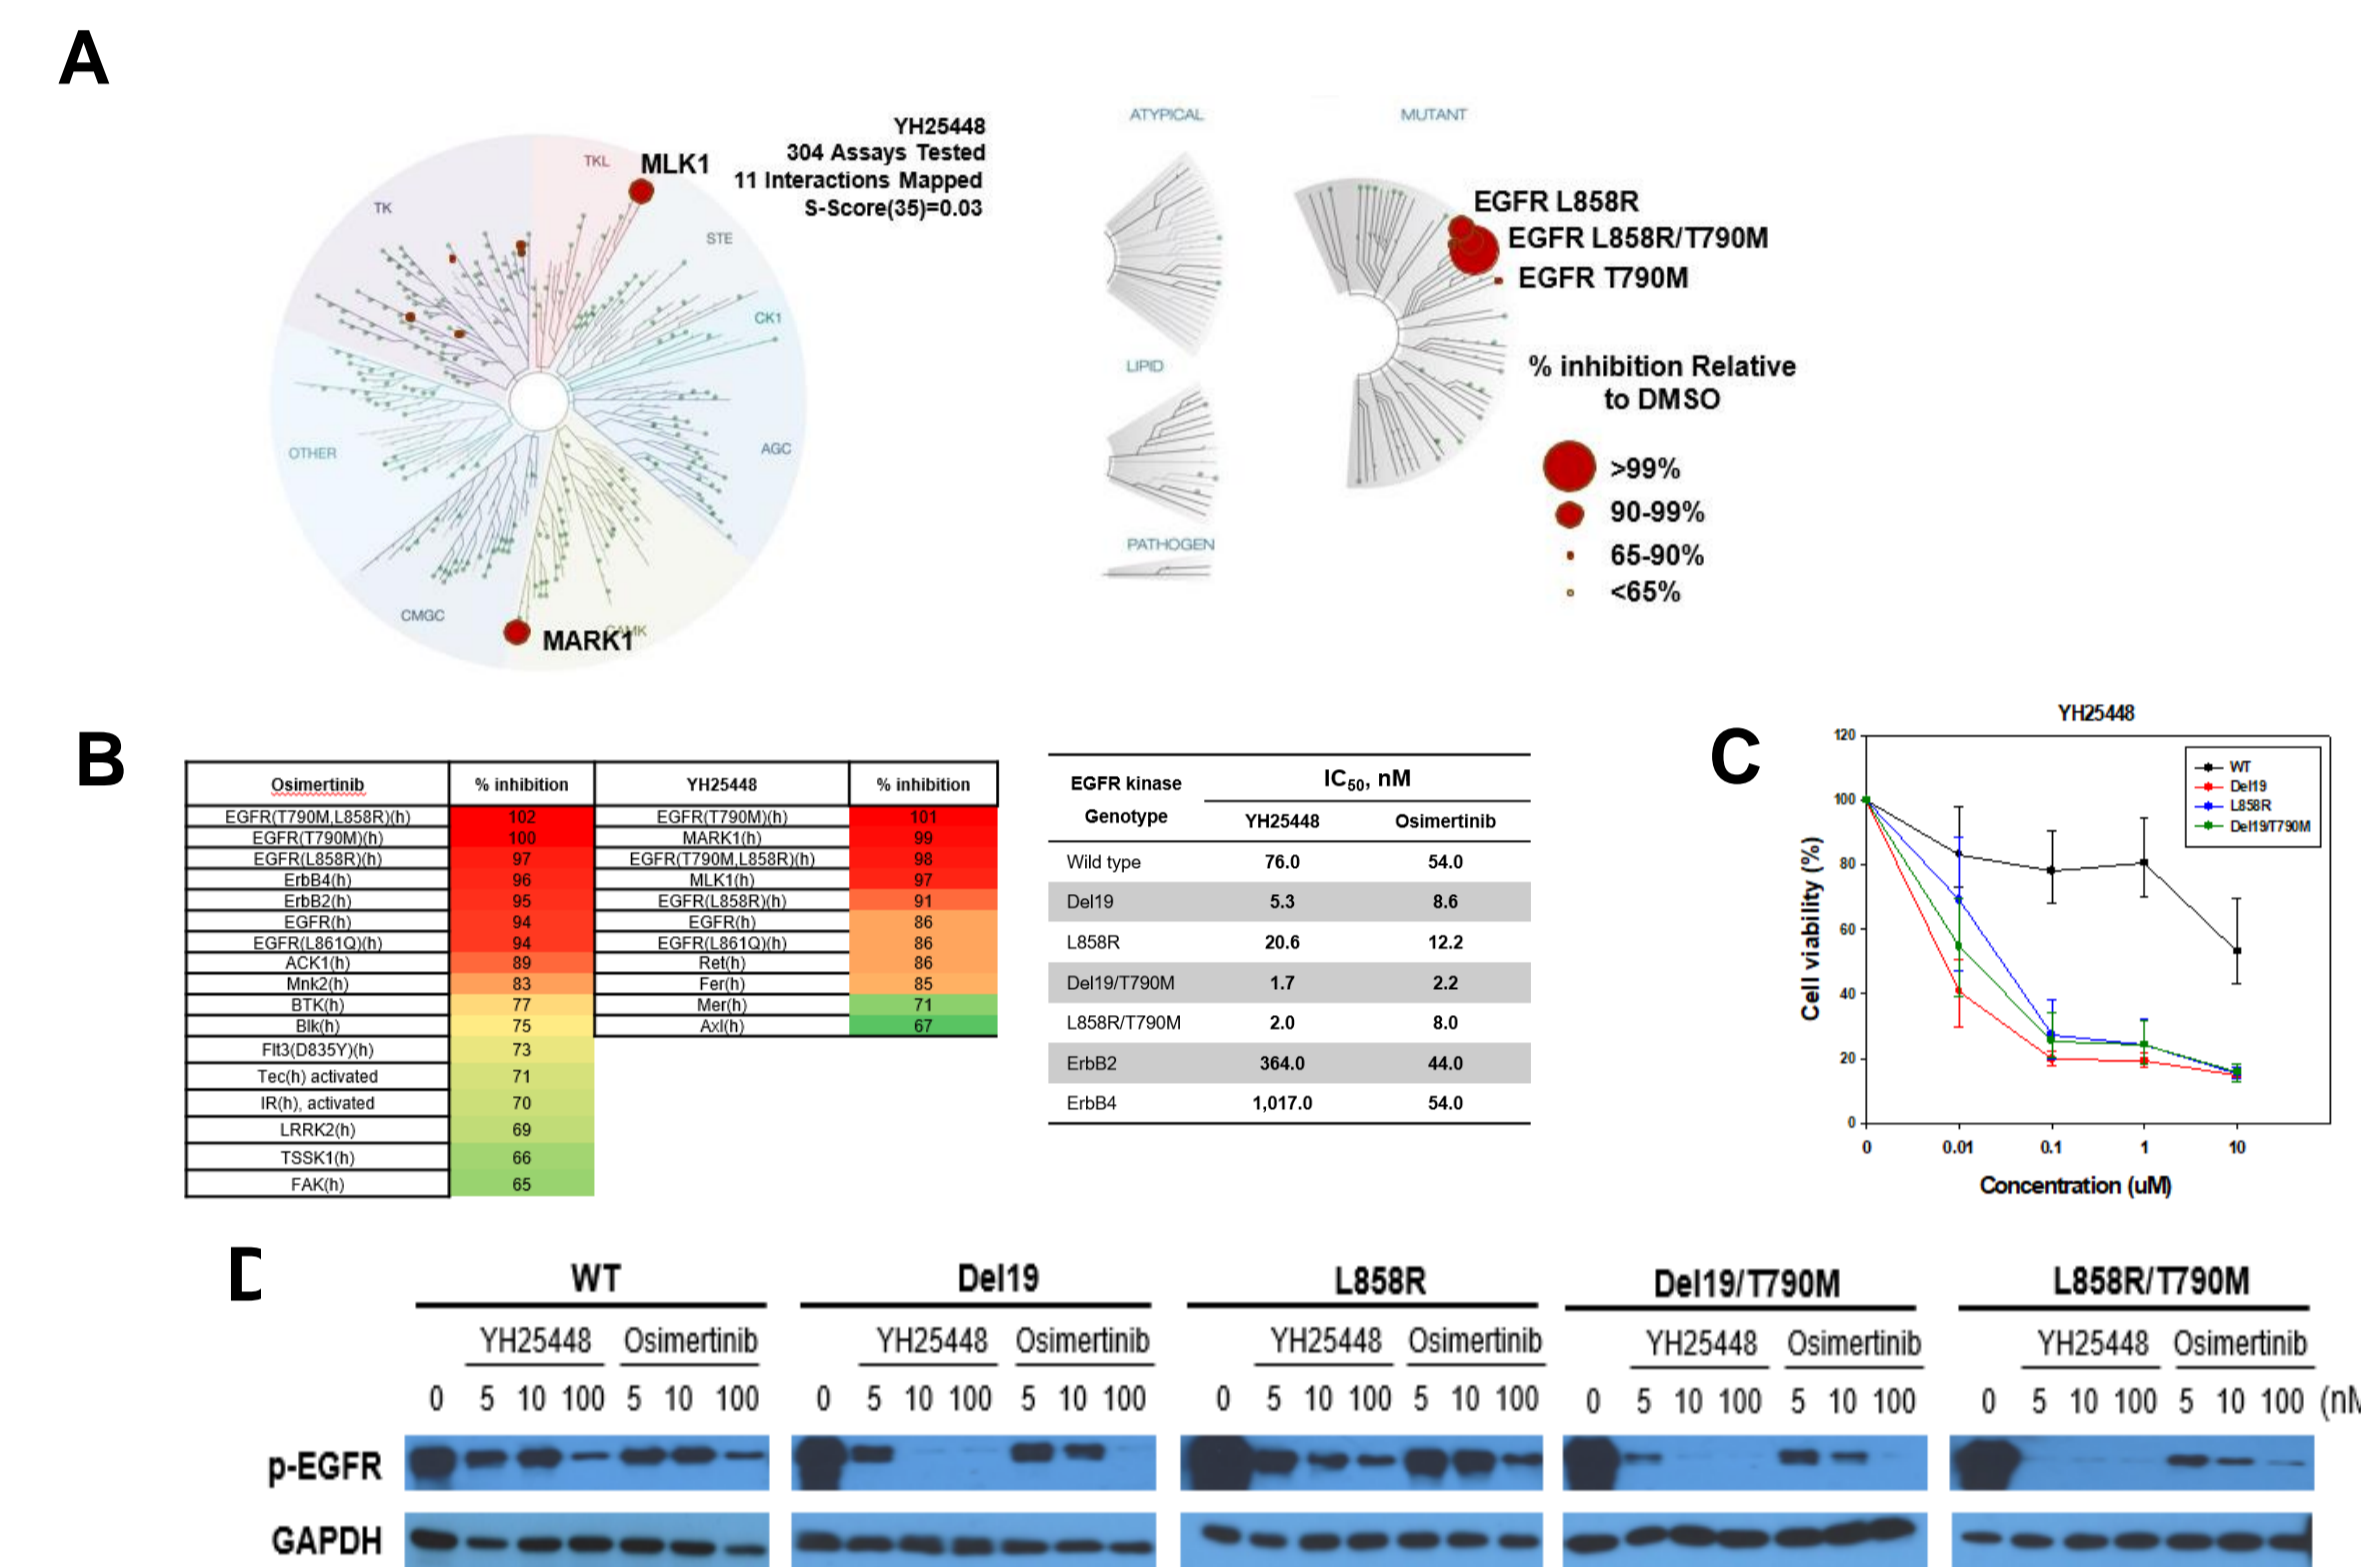 A
YH25448
304 Assays Tested
11 Interactions Mapped
S-Score(35)=0.03
TKL
MLK1
TK
STE
CK1
AGC
OTHER
CMGC
CAMK
MARK1
ATYPICAL
LIPID
PATHOGEN
MUTANT
EGFR L858R
EGFR L858R/T790M
EGFR T790M
% inhibition Relative
to DMSO
>99%
90-99%
65-90%
<65%
B
Osimertinib % inhibition YH25448 % inhibition
EGFR(T790M,L858R)(h) 102 EGFR(T790M)(h) 101
EGFR(T790M)(h) 100 MARK1(h) 99
EGFR(L858R)(h) 97 EGFR(T790M,L858R)(h) 98
ErbB4(h) 96 MLK1(h) 97
ErbB2(h) 95 EGFR(L858R)(h) 91
EGFR(h) 94 EGFR(h) 86
EGFR(L861Q)(h) 94 EGFR(L861Q)(h) 86
ACK1(h) 89 Ret(h) 86
Mnk2(h) 83 Fer(h) 85
BTK(h) 77 Mer(h) 71
Blk(h) 75 Axl(h) 67
Flt3(D835Y)(h) 73
Tec(h) activated 71
IR(h), activated 70
LRRK2(h) 69
TSSK1(h) 66
FAK(h) 65
EGFR kinase
Genotype
IC50, nM
YH25448 Osimertinib
Wild type 76.0 54.0
Del19 5.3 8.6
L858R 20.6 12.2
Del19/T790M 1.7 2.2
L858R/T790M 2.0 8.0
ErbB2 364.0 44.0
ErbB4 1,017.0 54.0
C
YH25448
WT
Del19
L858R
Del19/T790M
Cell viability (%)
120
100
80
60
40
20
0
0 0.01 0.1 1 10
Concentration (uM)
D
WT Del19 L858R Del19/T790M L858R/T790M
YH25448 Osimertinib YH25448 Osimertinib YH25448 Osimertinib YH25448 Osimertinib YH25448 Osimertinib
0 5 10 100 5 10 100 0 5 10 100 5 10 100 0 5 10 100 5 10 100 0 5 10 100 5 10 100 0 5 10 100 5 10 100
p-EGFR
GAPDH